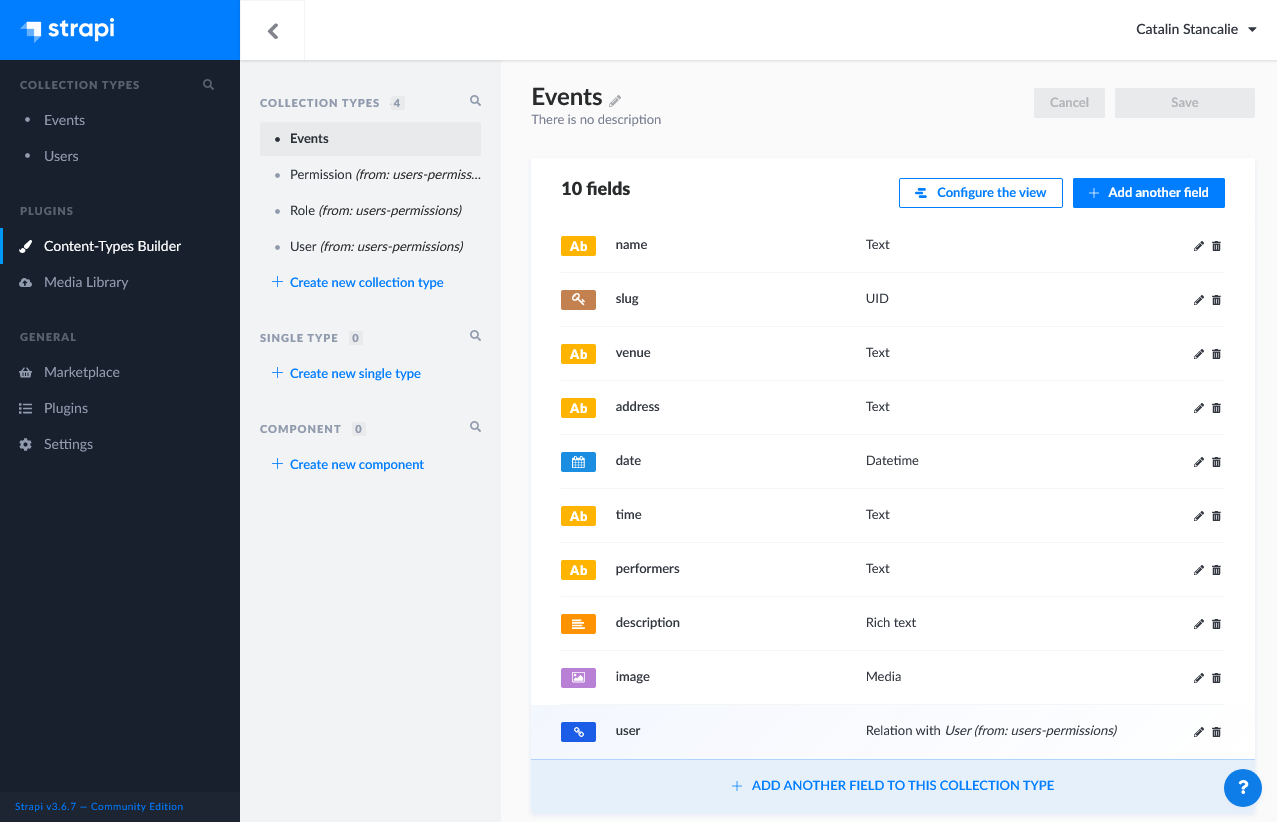 strapi
Catalin Stancalie
COLLECTION TYPES
Events
Users
PLUGINS
Content-Types Builder
Media Library
GENERAL
Marketplace
Plugins
Settings
Strapi v3.6.7 — Community Edition
COLLECTION TYPES 4
Events
Permission (from: users-permiss...
Role (from: users-permissions)
User (from: users-permissions)
Create new collection type
SINGLE TYPE 0
Create new single type
COMPONENT 0
Create new component
Events
There is no description
Cancel Save
10 fields
Configure the view
Add another field
Ab name Text
slug UID
Ab venue Text
Ab address Text
date Datetime
Ab time Text
Ab performers Text
description Rich text
image Media
user Relation with User (from: users-permissions)
ADD ANOTHER FIELD TO THIS COLLECTION TYPE
?